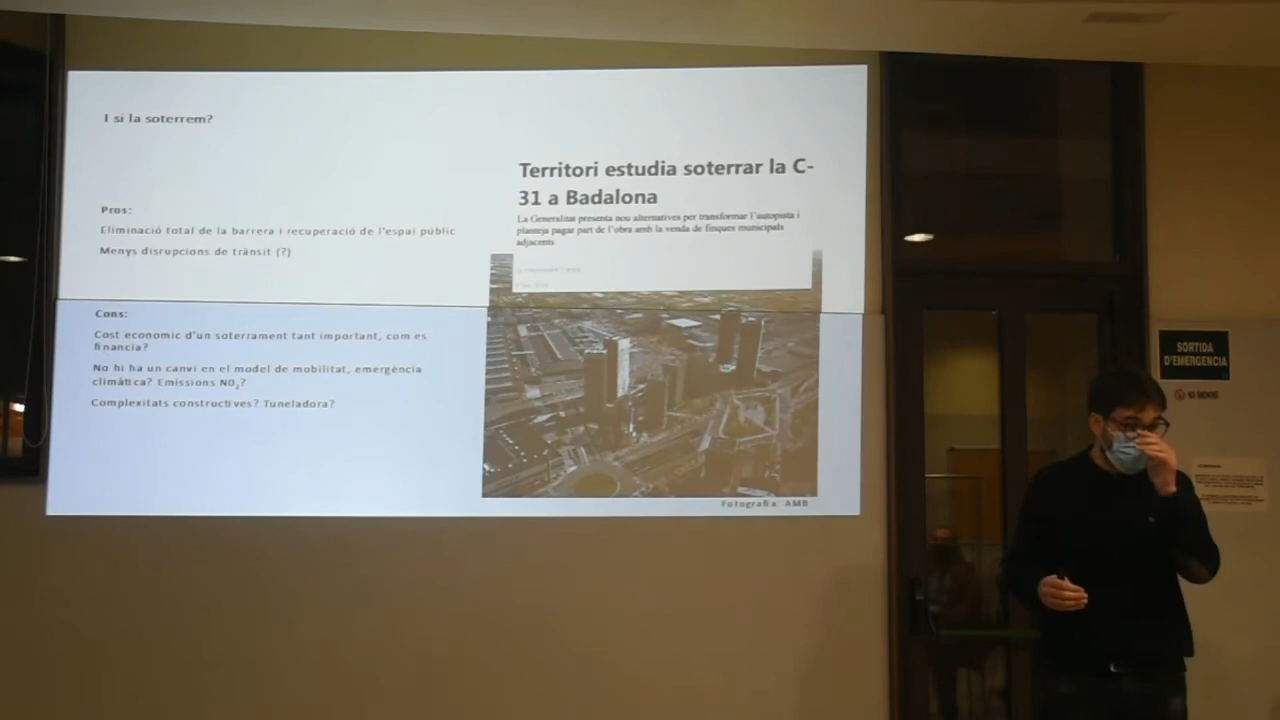 I si la soterrem?
Pros:
Eliminació total de la barrera i recuperació de l'espai públic
Menys disrupcions de trànsit (?)
Cons:
Cost economic d'un soterrament tant important, com es
financia?
No hi ha un canvi en el model de mobilitat, emergència
climàtica? Emissions NO2?
Complexitats constructives? Tuneladora?
Territori estudia soterrar la C-
31 a Badalona
La Generalitat presenta nou alternatives per transformar l'autopista i
planteja pagar part de l'obra amb la venda de finques municipals
adjacents
Fotografia: AMB
SORTIDA
D'EMERGENCIA